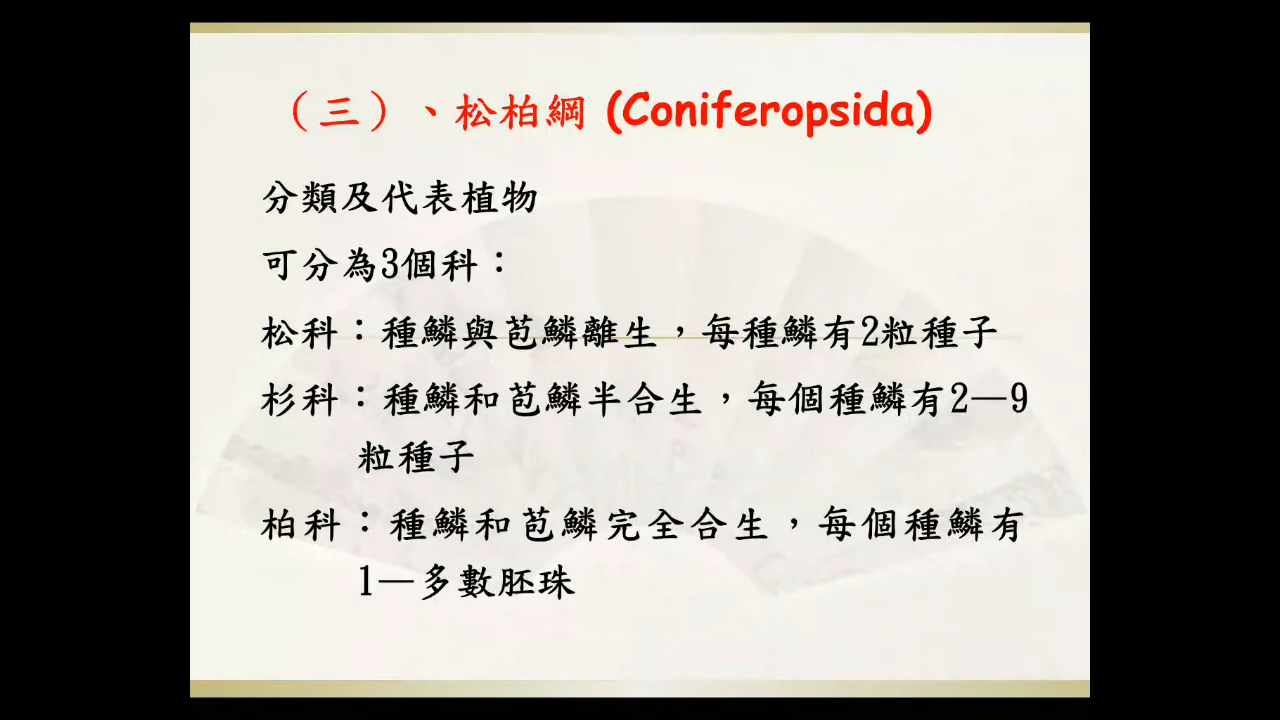 （三）、松柏綱 (Coniferopsida)
分類及代表植物
可分為3個科：
松科：種鱗與苞鱗離生，每種鱗有2粒種子
杉科：種鱗和苞鱗半合生，每個種鱗有2—9
粒種子
柏科：種鱗和苞鱗完全合生，每個種鱗有
1—多數胚珠